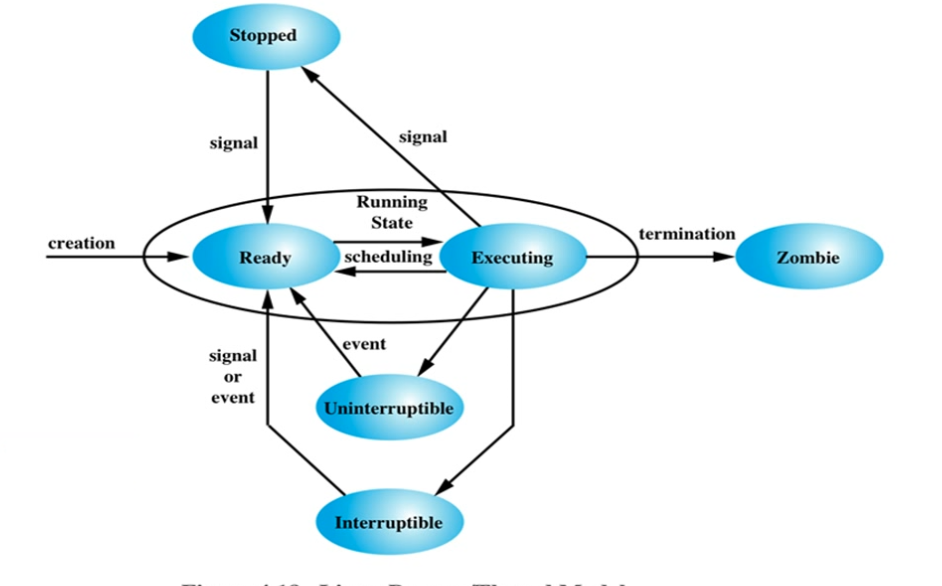 Stopped
signal
signal
Running
State
creation
Ready
scheduling
Executing
termination
Zombie
event
signal
or
event
Uninterruptible
Interruptible